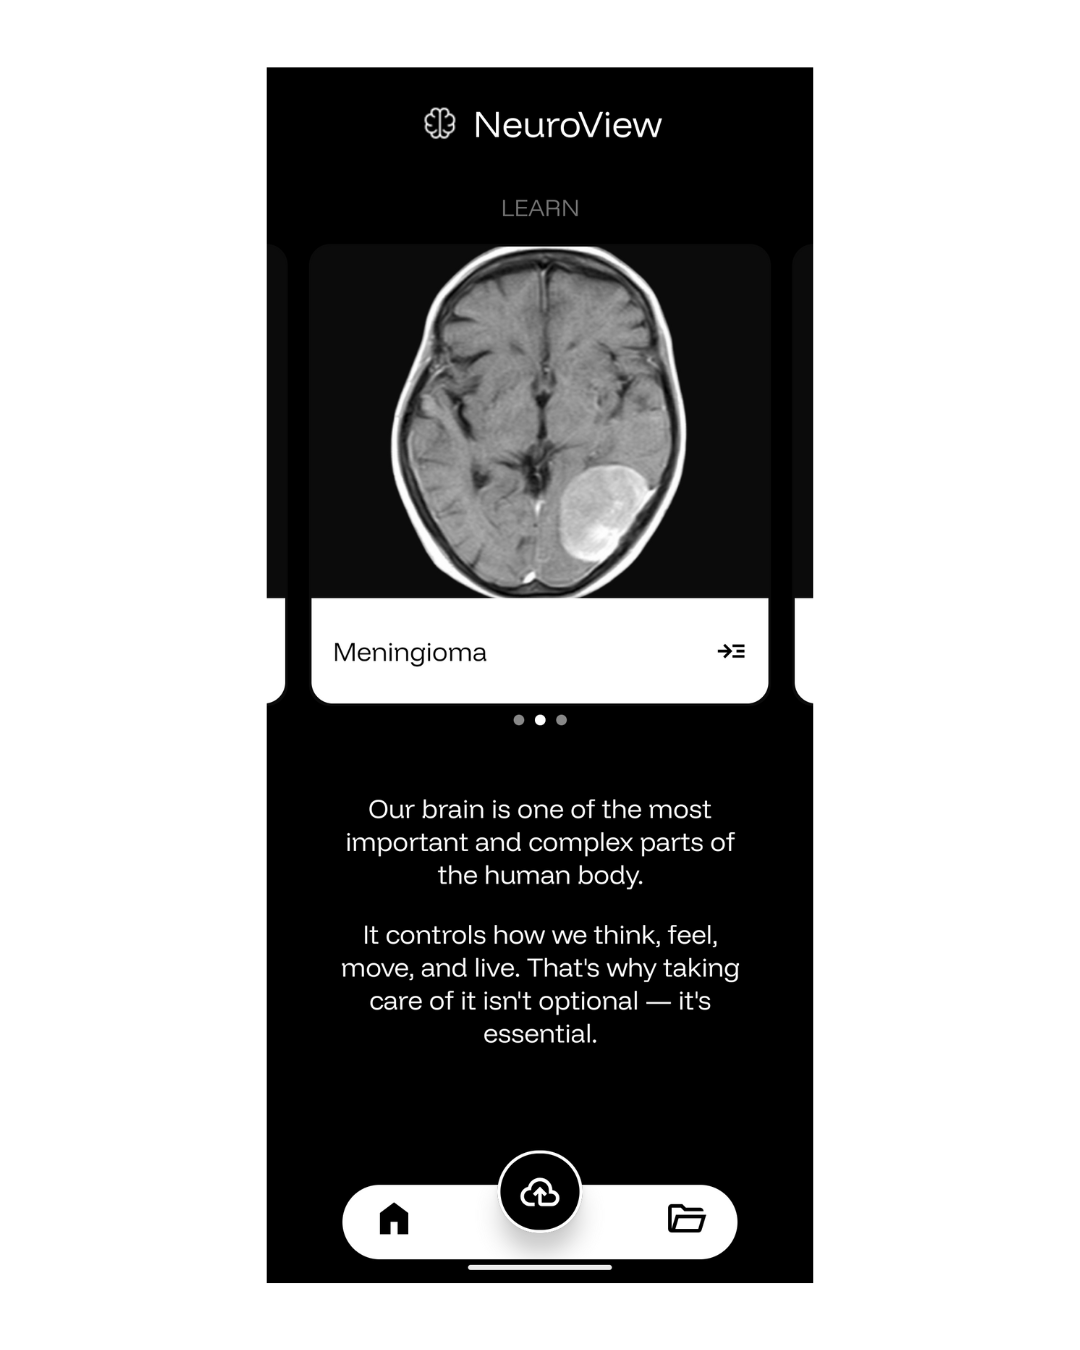 NeuroView
LEARN
Meningioma
Our brain is one of the most
important and complex parts of
the human body.
It controls how we think, feel,
move, and live. That's why taking
care of it isn't optional — it's
essential.